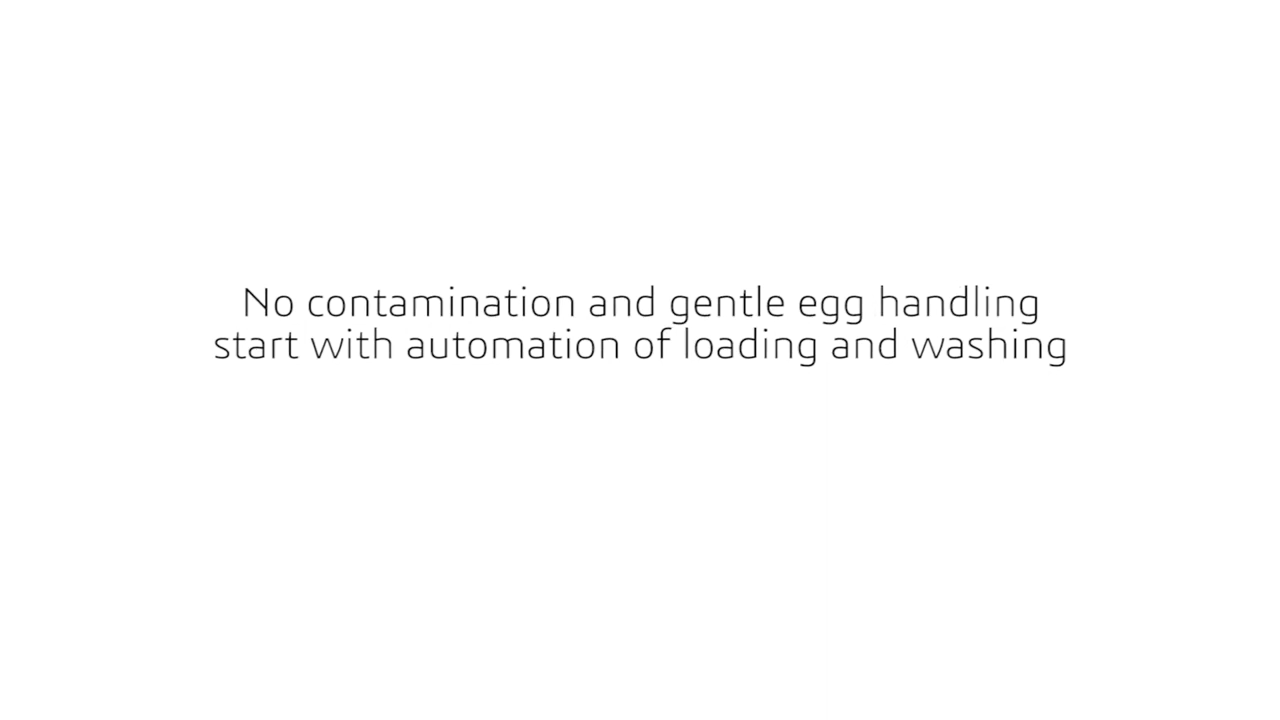 No contamination and gentle egg handling
start with automation of loading and washing